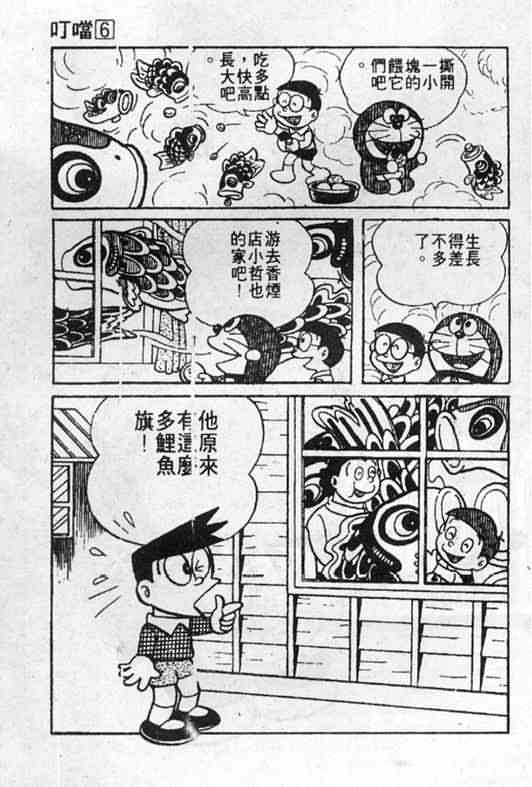 叮噹6
撕開
一小
塊的
餵它
們吧
。
吃多點
，快高
長大吧
。
生長
得差
不多
了。
游去香煙
店小哲也
的家吧！
他原來
有這麼
多鯉魚
旗！